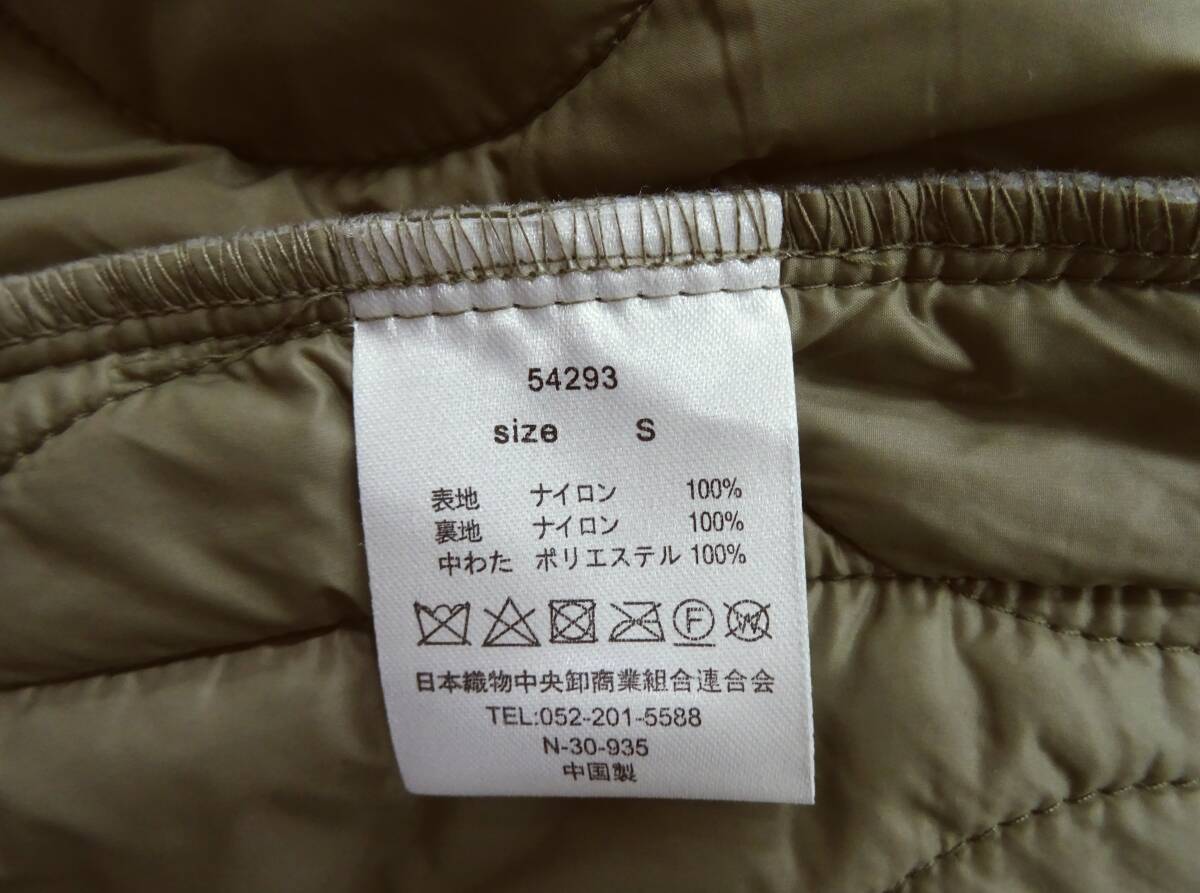 54293
size S
表地 ナイロン 100%
裏地 ナイロン 100%
中わた ポリエステル 100%
F W
日本織物中央卸商業組合連合会
TEL:052-201-5588
N-30-935
中国製